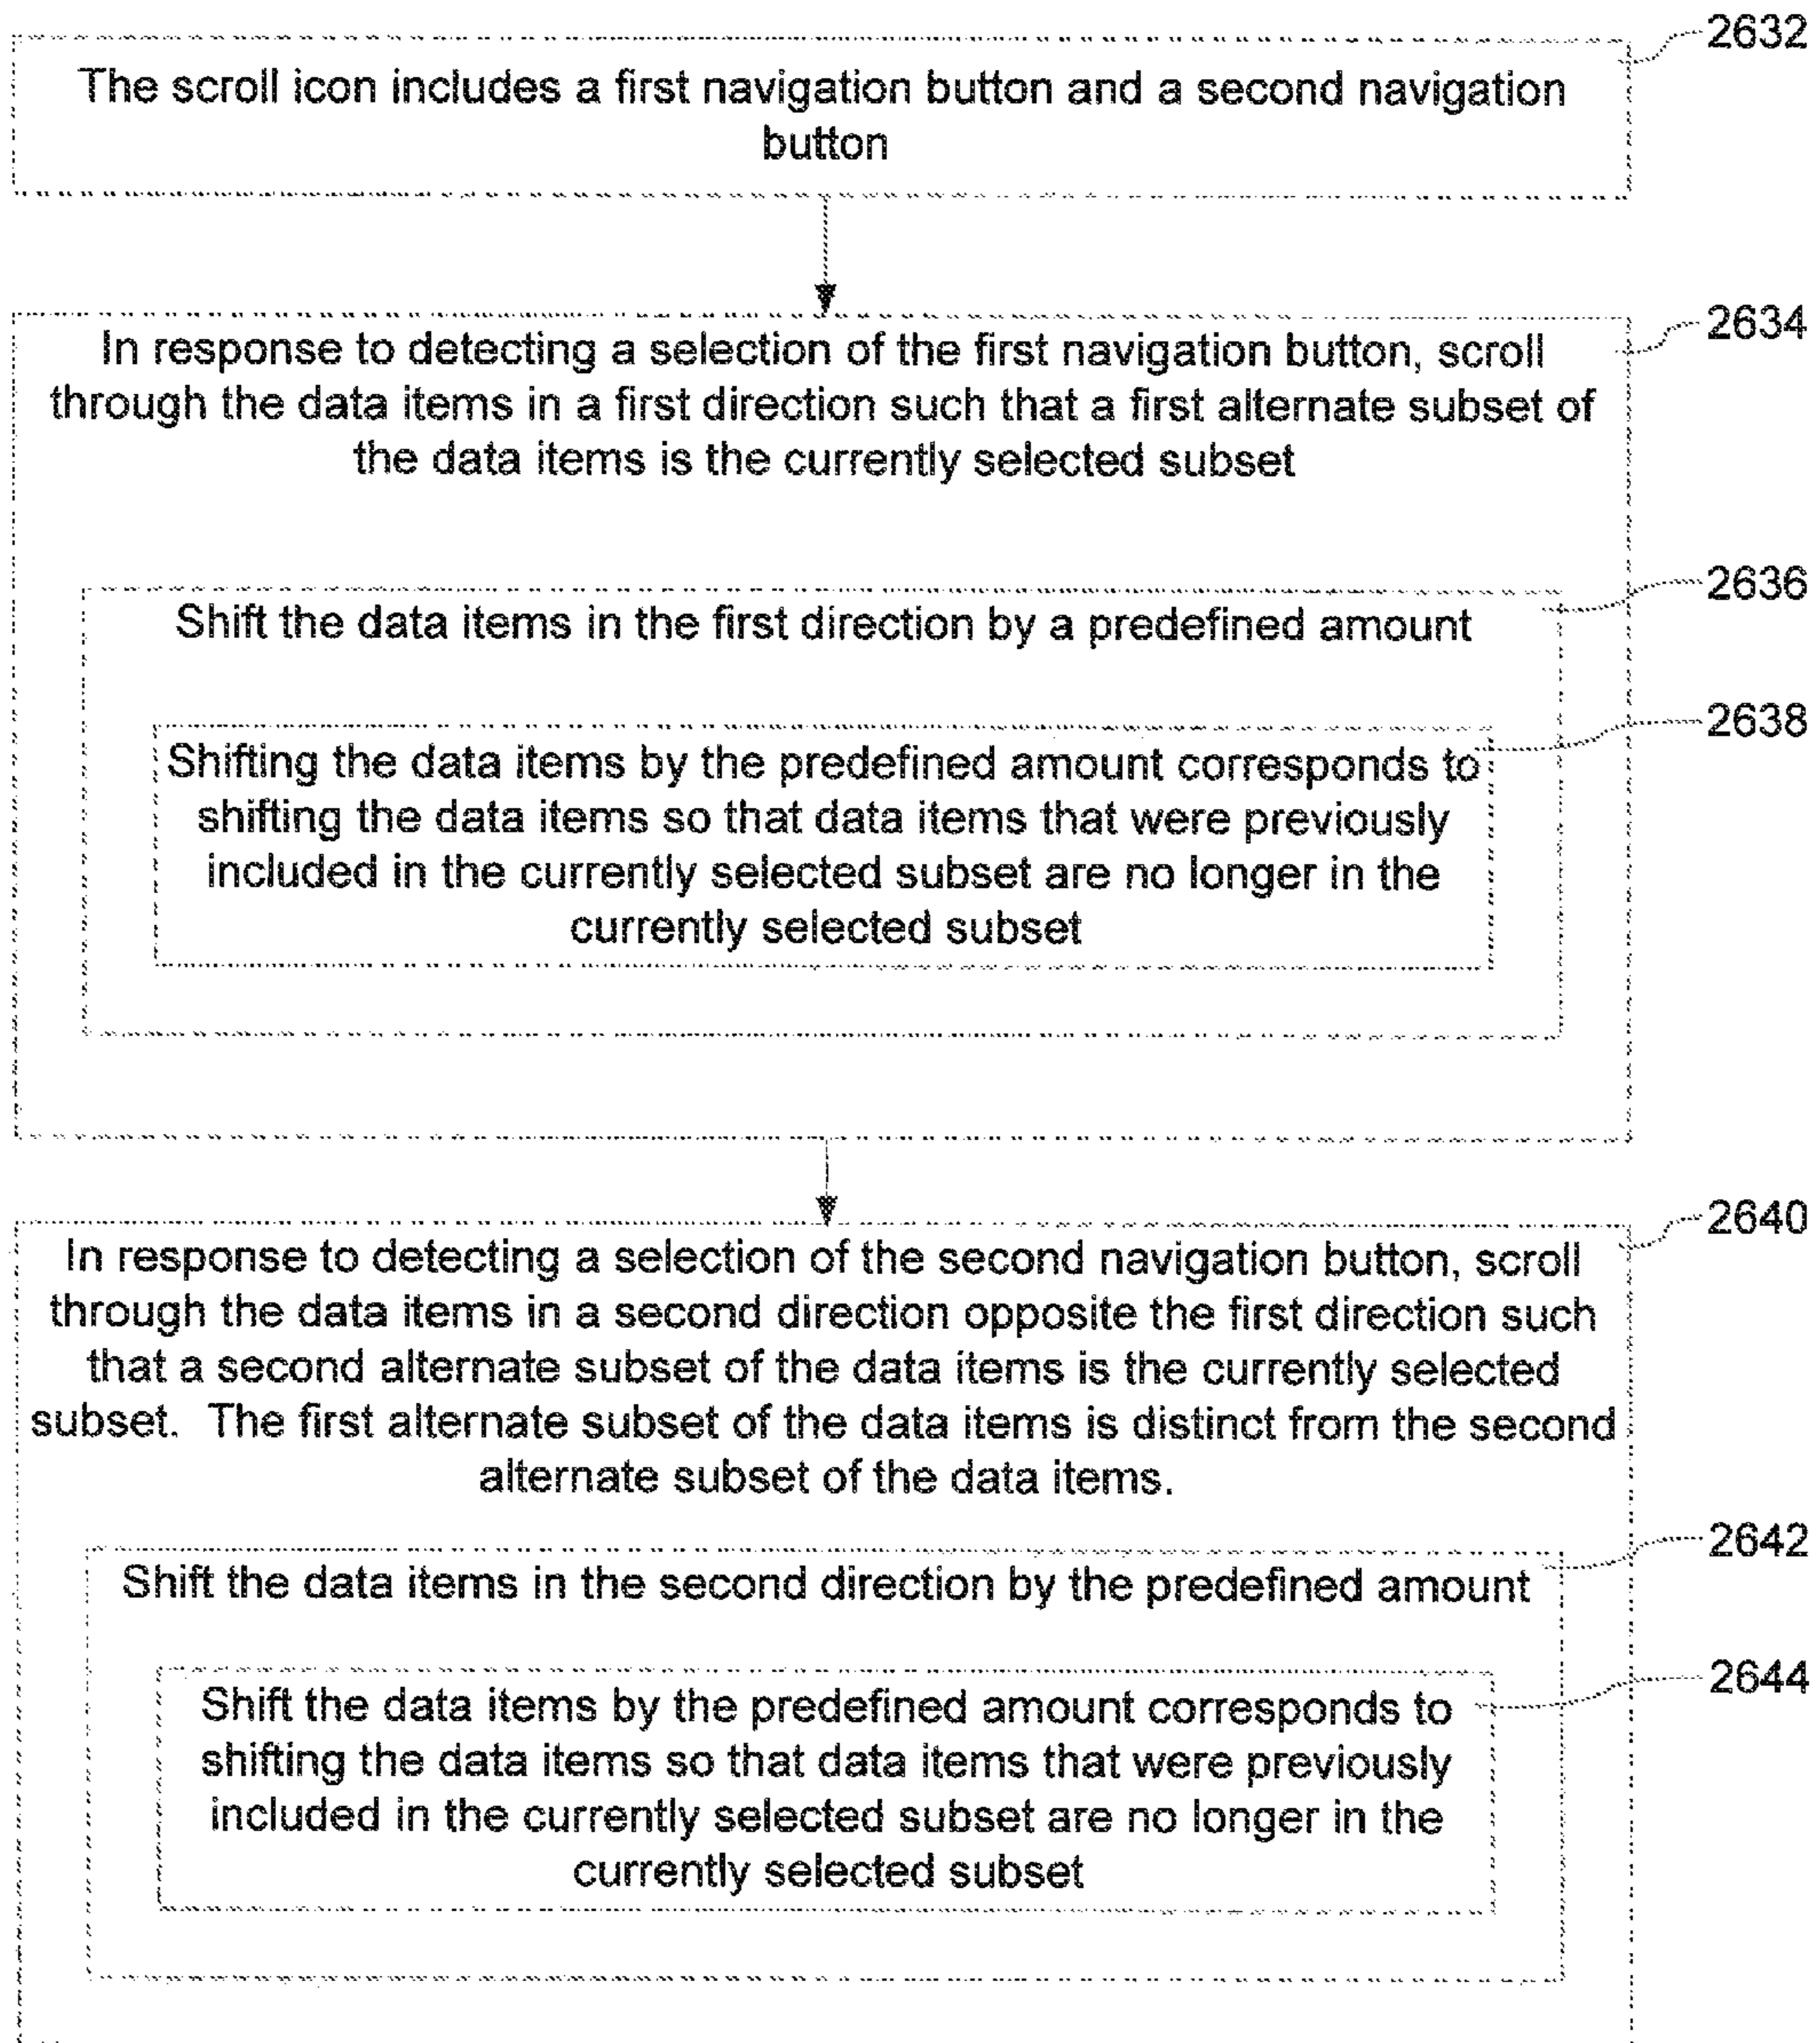 2632
The scroll icon includes a first navigation button and a second navigation
button
2634
In response to detecting a selection of the first navigation button, scroll
through the data items in a first direction such that a first alternate subset of
the data items is the currently selected subset
2636
Shift the data items in the first direction by a predefined amount
2638
Shifting the data items by the predefined amount corresponds to
shifting the data items so that data items that were previously
included in the currently selected subset are no longer in the
currently selected subset
2640
In response to detecting a selection of the second navigation button, scroll
through the data items in a second direction opposite the first direction such
that a second alternate subset of the data items is the currently selected
subset.  The first alternate subset of the data items is distinct from the second
alternate subset of the data items.
2642
Shift the data items in the second direction by the predefined amount
2644
Shift the data items by the predefined amount corresponds to
shifting the data items so that data items that were previously
included in the currently selected subset are no longer in the
currently selected subset